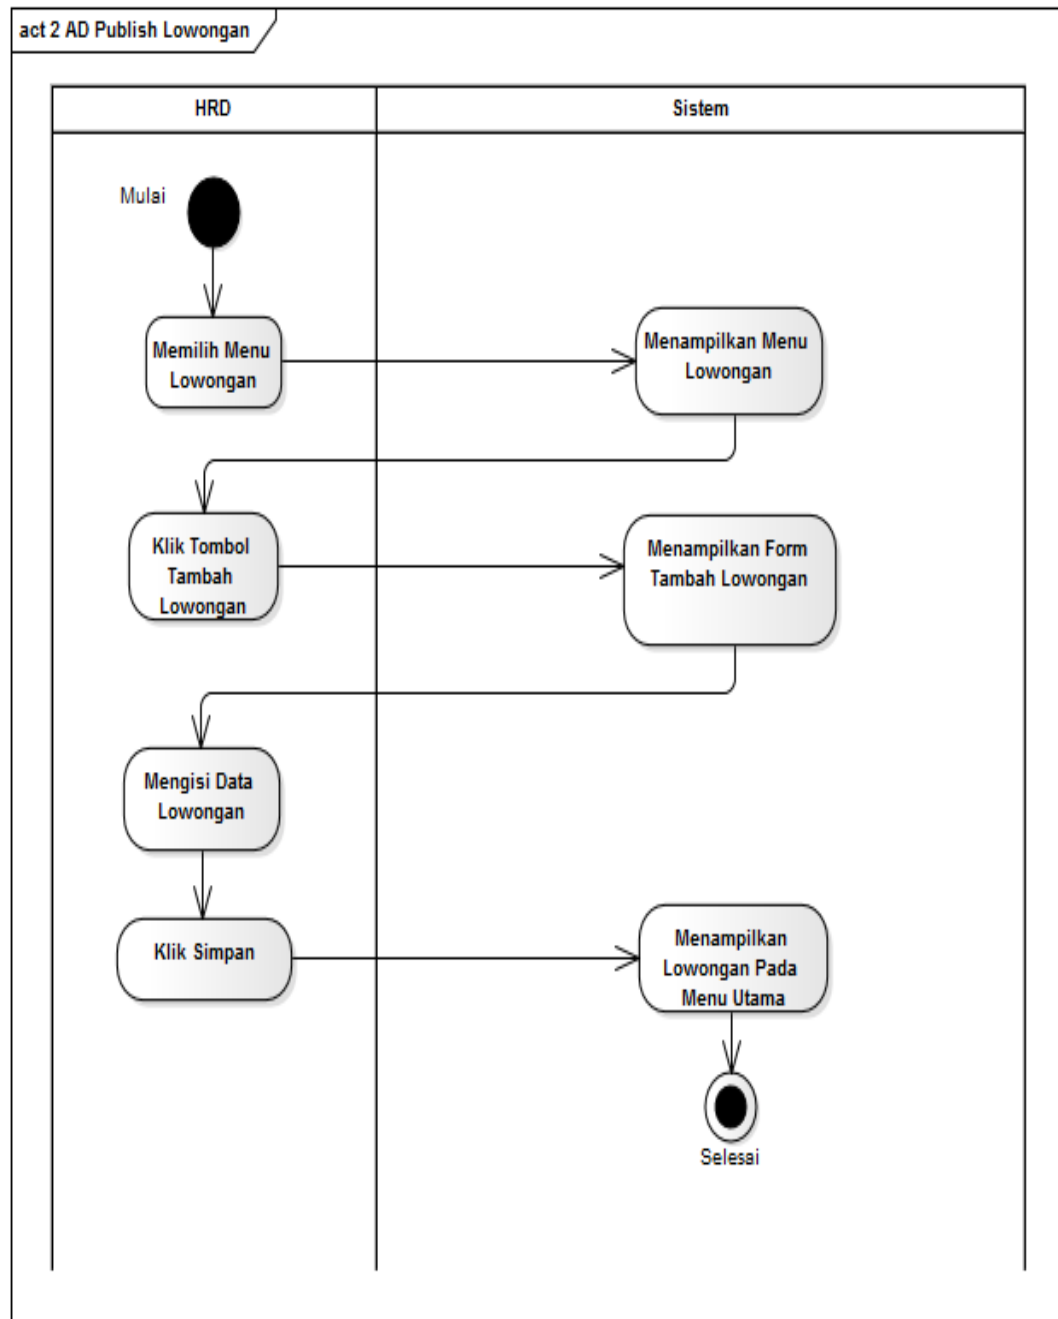 act 2 AD Publish Lowongan
HRD
Sistem
Mulai
Memilih Menu
Lowongan
Menampilkan Menu
Lowongan
Klik Tombol
Tambah
Lowongan
Menampilkan Form
Tambah Lowongan
Mengisi Data
Lowongan
Klik Simpan
Menampilkan
Lowongan Pada
Menu Utama
Selesai